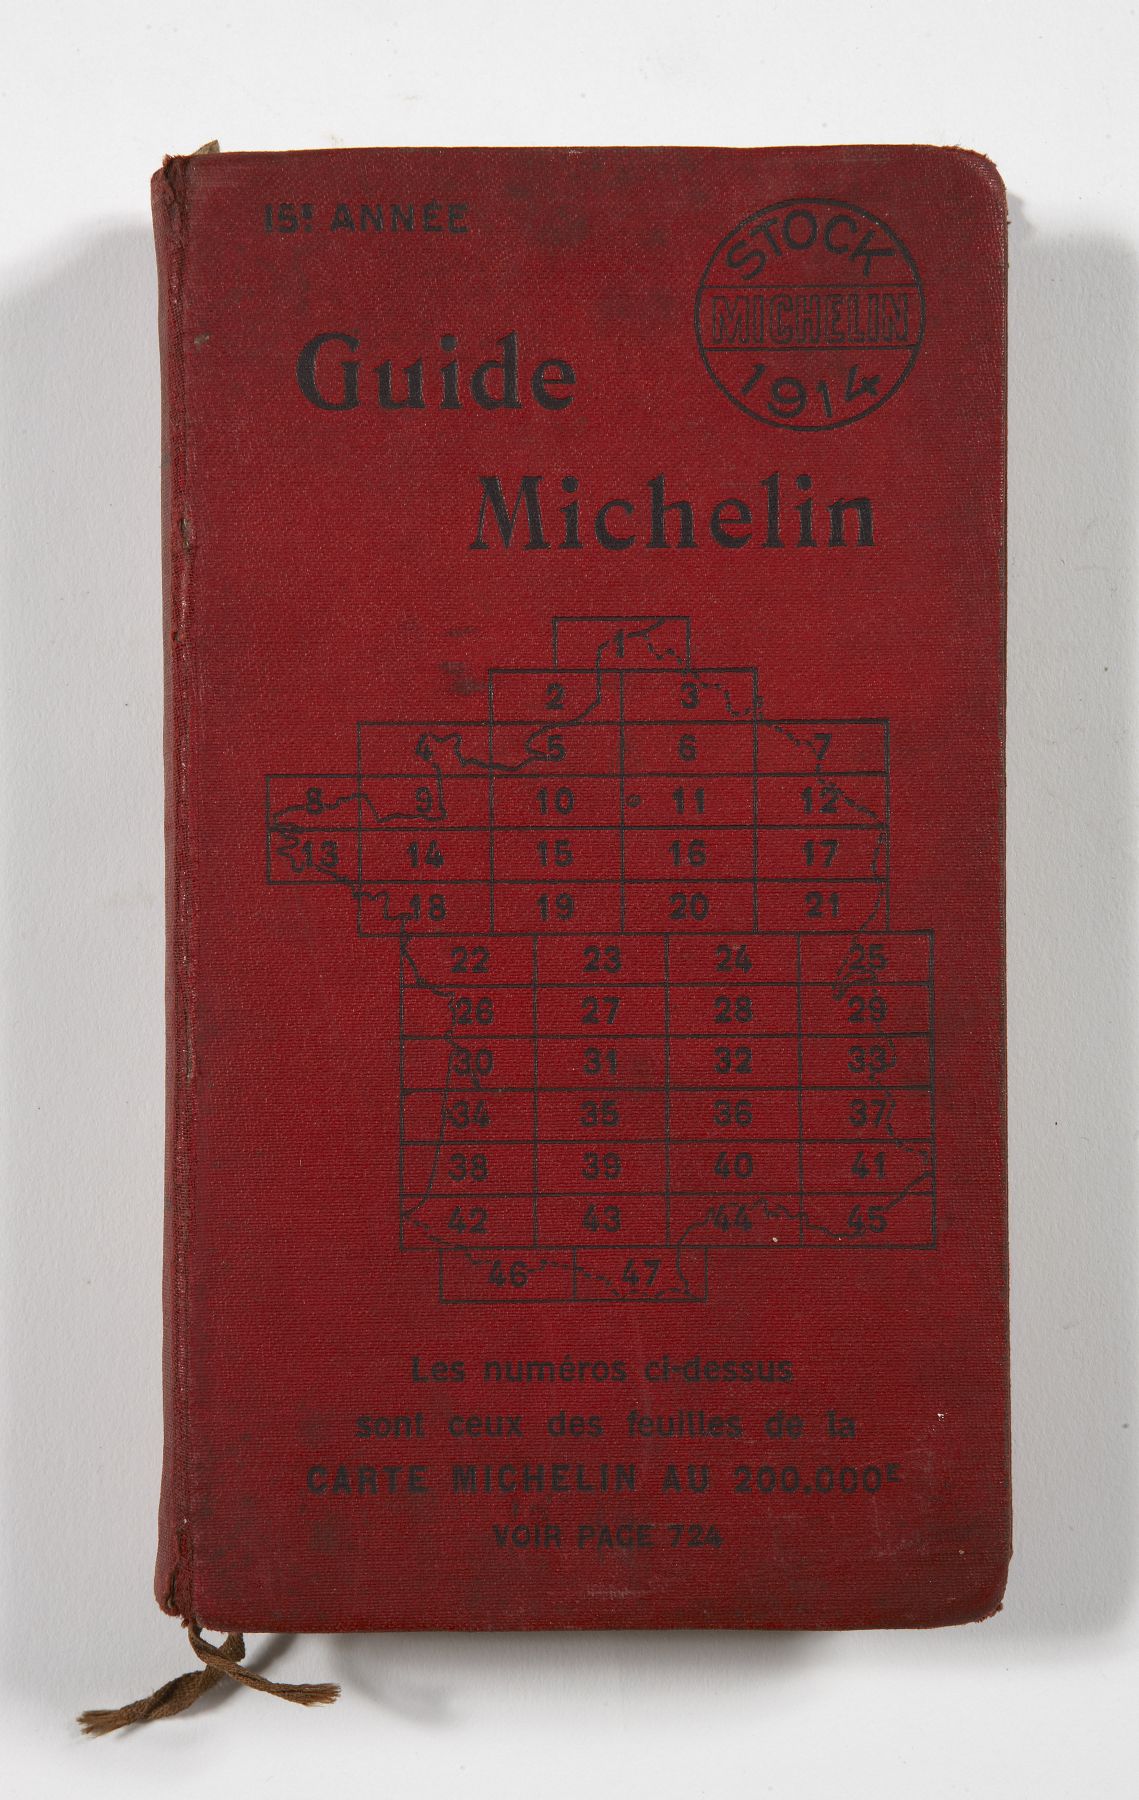 15E ANNÉE
STOCK
MICHELIN
1914
Guide
Michelin
1
2 3
4 5 6 7
8 9 10 11 12
13 14 15 16 17
18 19 20 21
22 23 24 25
26 27 28 29
30 31 32 33
34 35 36 37
38 39 40 41
42 43 44 45
46 47
Les numéros ci-dessus
sont ceux des feuilles de la
CARTE MICHELIN AU 200.000E
VOIR PAGE 724